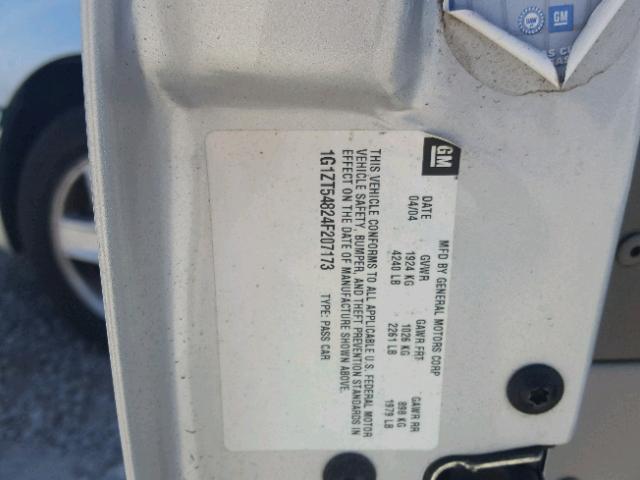 GM
MFD BY GENERAL MOTORS CORP
DATE GVWR GAWR FRT GAWR RR
04/04 1924 KG 1026 KG 898 KG
4240 LB 2261 LB 1979 LB
THIS VEHICLE CONFORMS TO ALL APPLICABLE U.S. FEDERAL MOTOR
VEHICLE SAFETY, BUMPER, AND THEFT PREVENTION STANDARDS IN
EFFECT ON THE DATE OF MANUFACTURE SHOWN ABOVE.
1G1ZT54824F207173 TYPE: PASS CAR
GM